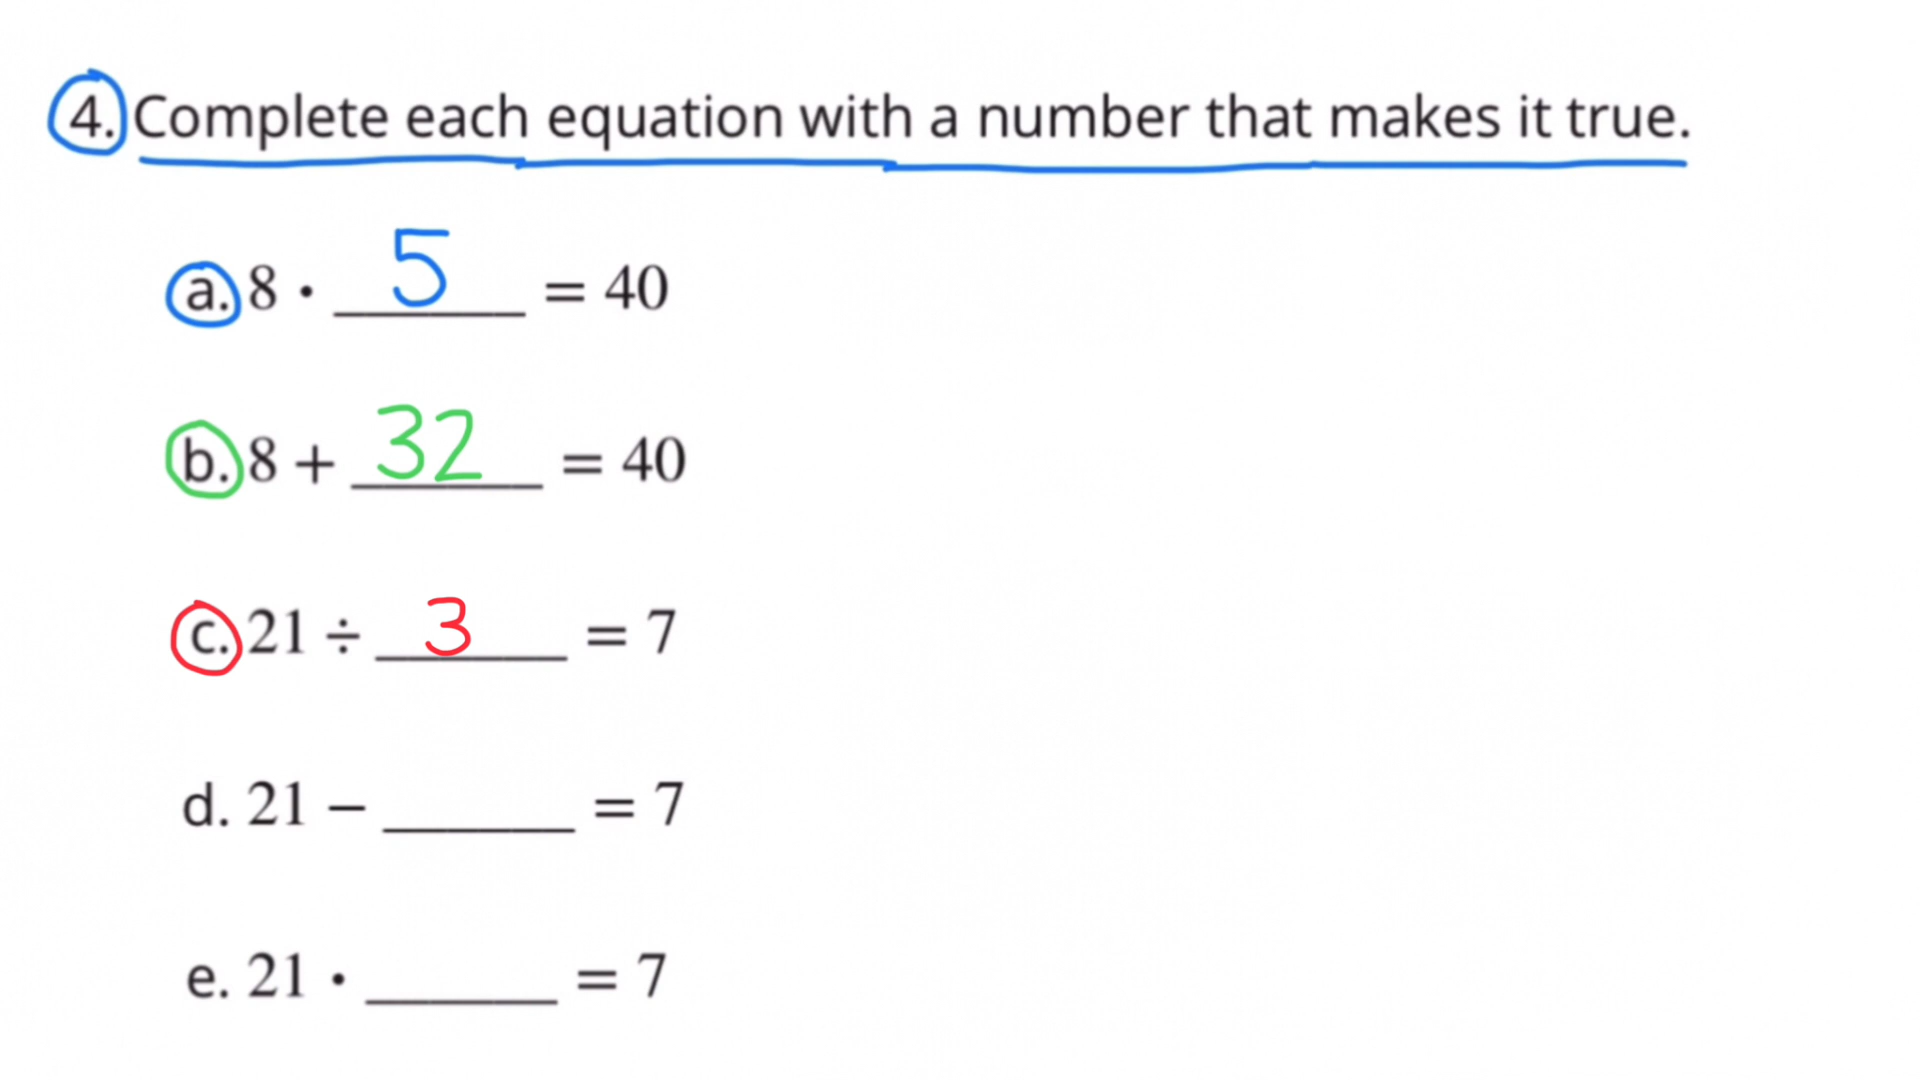 4. Complete each equation with a number that makes it true.
a. 8 · 5 = 40
b. 8 + 32 = 40
c. 21 ÷ 3 = 7
d. 21 − ______ = 7
e. 21 · ______ = 7